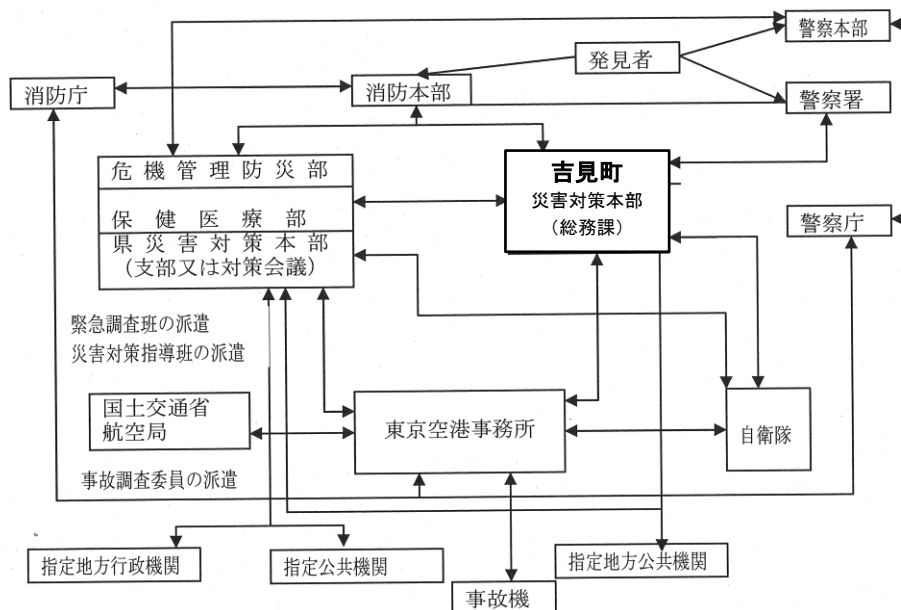 警察本部
発見者
消防庁
消防本部
警察署
危機管理防災部
保健医療部
県災害対策本部
（支部又は対策会議）
吉見町
災害対策本部
（総務課）
警察庁
緊急調査班の派遣
災害対策指導班の派遣
国土交通省
航空局
東京空港事務所
自衛隊
事故調査委員の派遣
指定地方行政機関
指定公共機関
指定地方公共機関
事故機